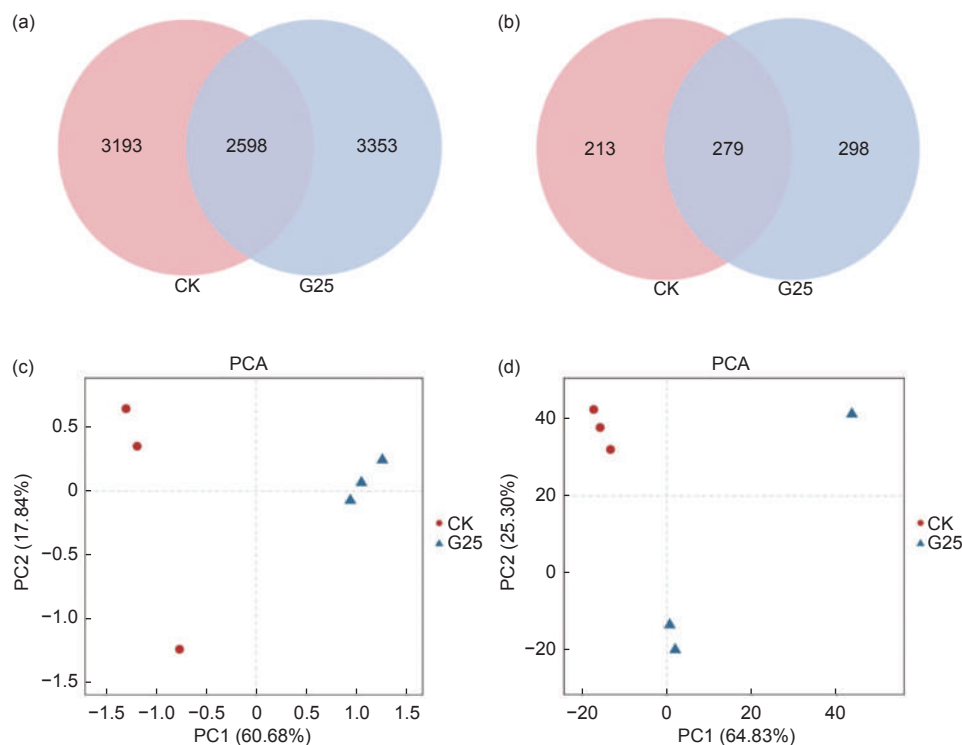 (a)
3193
2598
3353
CK
G25
(b)
213
279
298
CK
G25
(c)
PCA
0.5
0
−0.5
−1.0
−1.5
PC2 (17.84%)
−1.5
−1.0
−0.5
0
0.5
1.0
1.5
PC1 (60.68%)
CK
G25
(d)
PCA
40
20
0
−20
PC2 (25.30%)
−20
0
20
40
PC1 (64.83%)
CK
G25